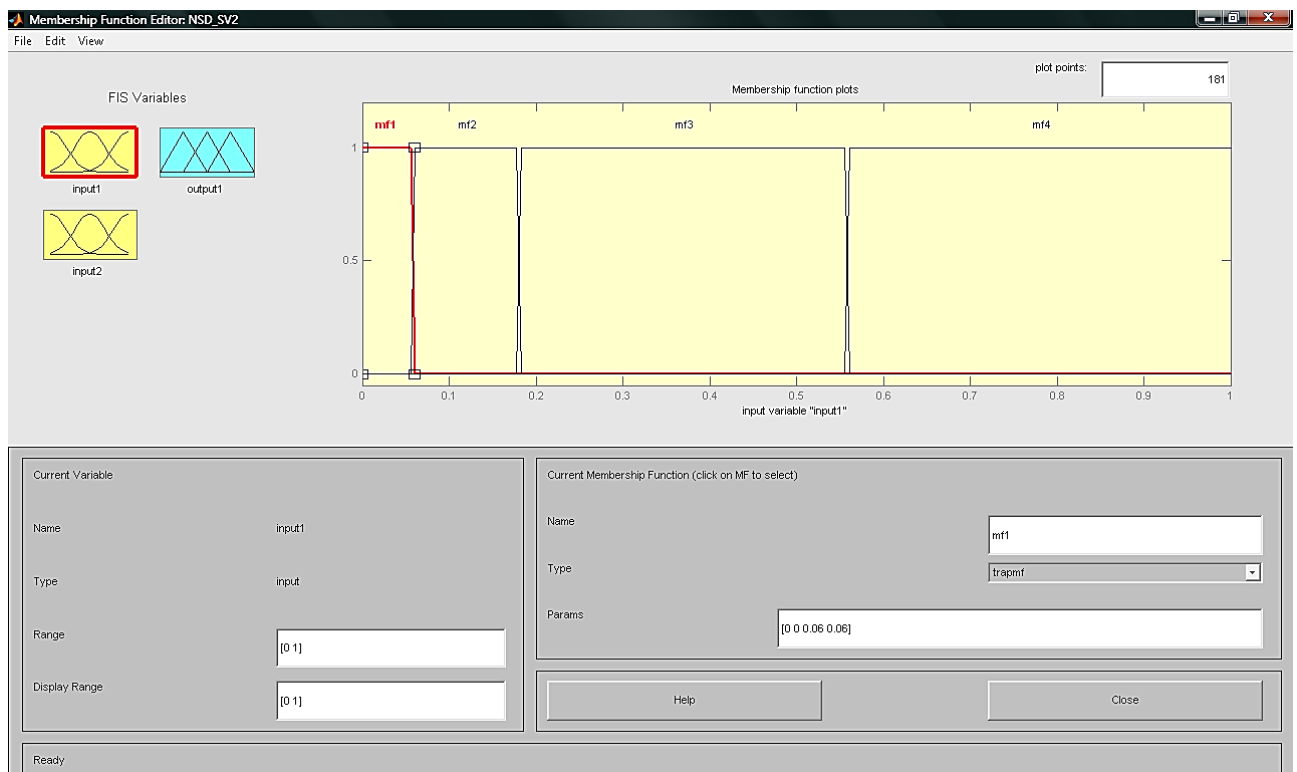 Membership Function Editor: NSD_SV2
File Edit View
FIS Variables
plot points: 181
Membership function plots
input1
output1
input2
mf1 mf2 mf3 mf4
1
0.5
0
0 0.1 0.2 0.3 0.4 0.5 0.6 0.7 0.8 0.9 1
input variable "input1"
Current Variable
Name input1
Type input
Range [0 1]
Display Range [0 1]
Current Membership Function (click on MF to select)
Name mf1
Type trapmf
Params [0 0 0.06 0.06]
Help Close
Ready